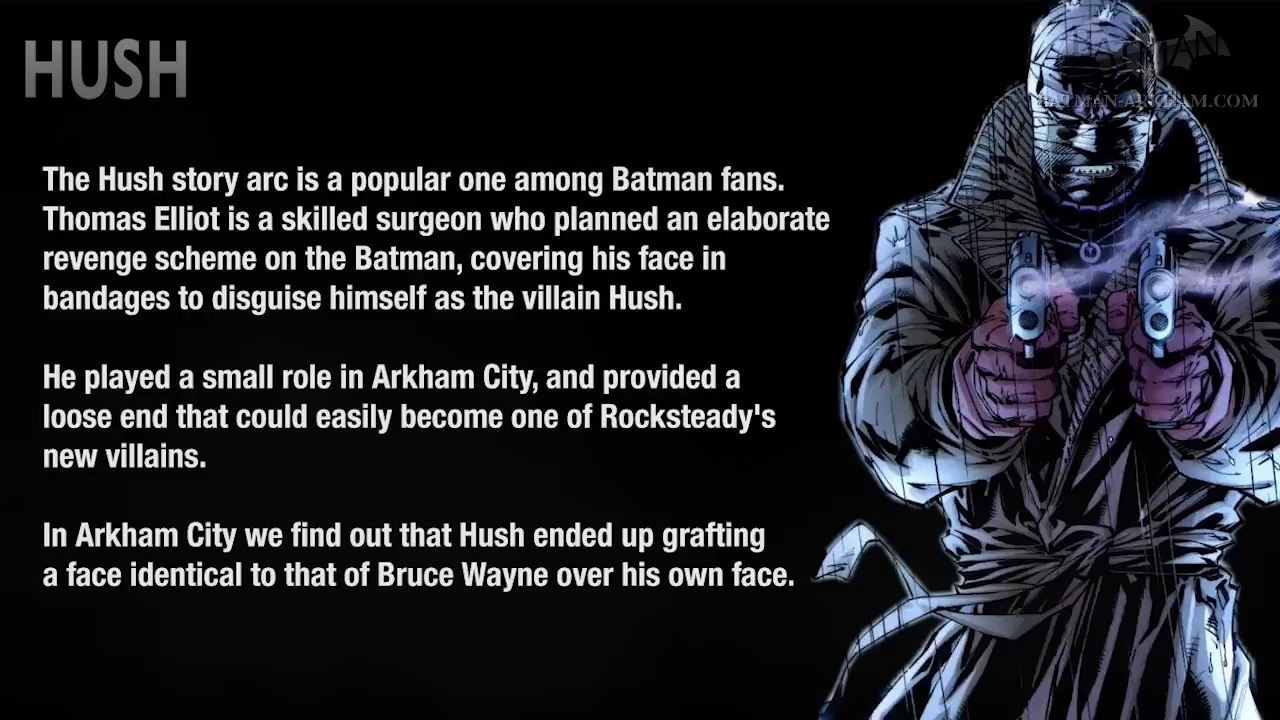 HUSH
BATMAN
BATMAN-ARKHAM.COM
The Hush story arc is a popular one among Batman fans.
Thomas Elliot is a skilled surgeon who planned an elaborate
revenge scheme on the Batman, covering his face in
bandages to disguise himself as the villain Hush.
He played a small role in Arkham City, and provided a
loose end that could easily become one of Rocksteady's
new villains.
In Arkham City we find out that Hush ended up grafting
a face identical to that of Bruce Wayne over his own face.